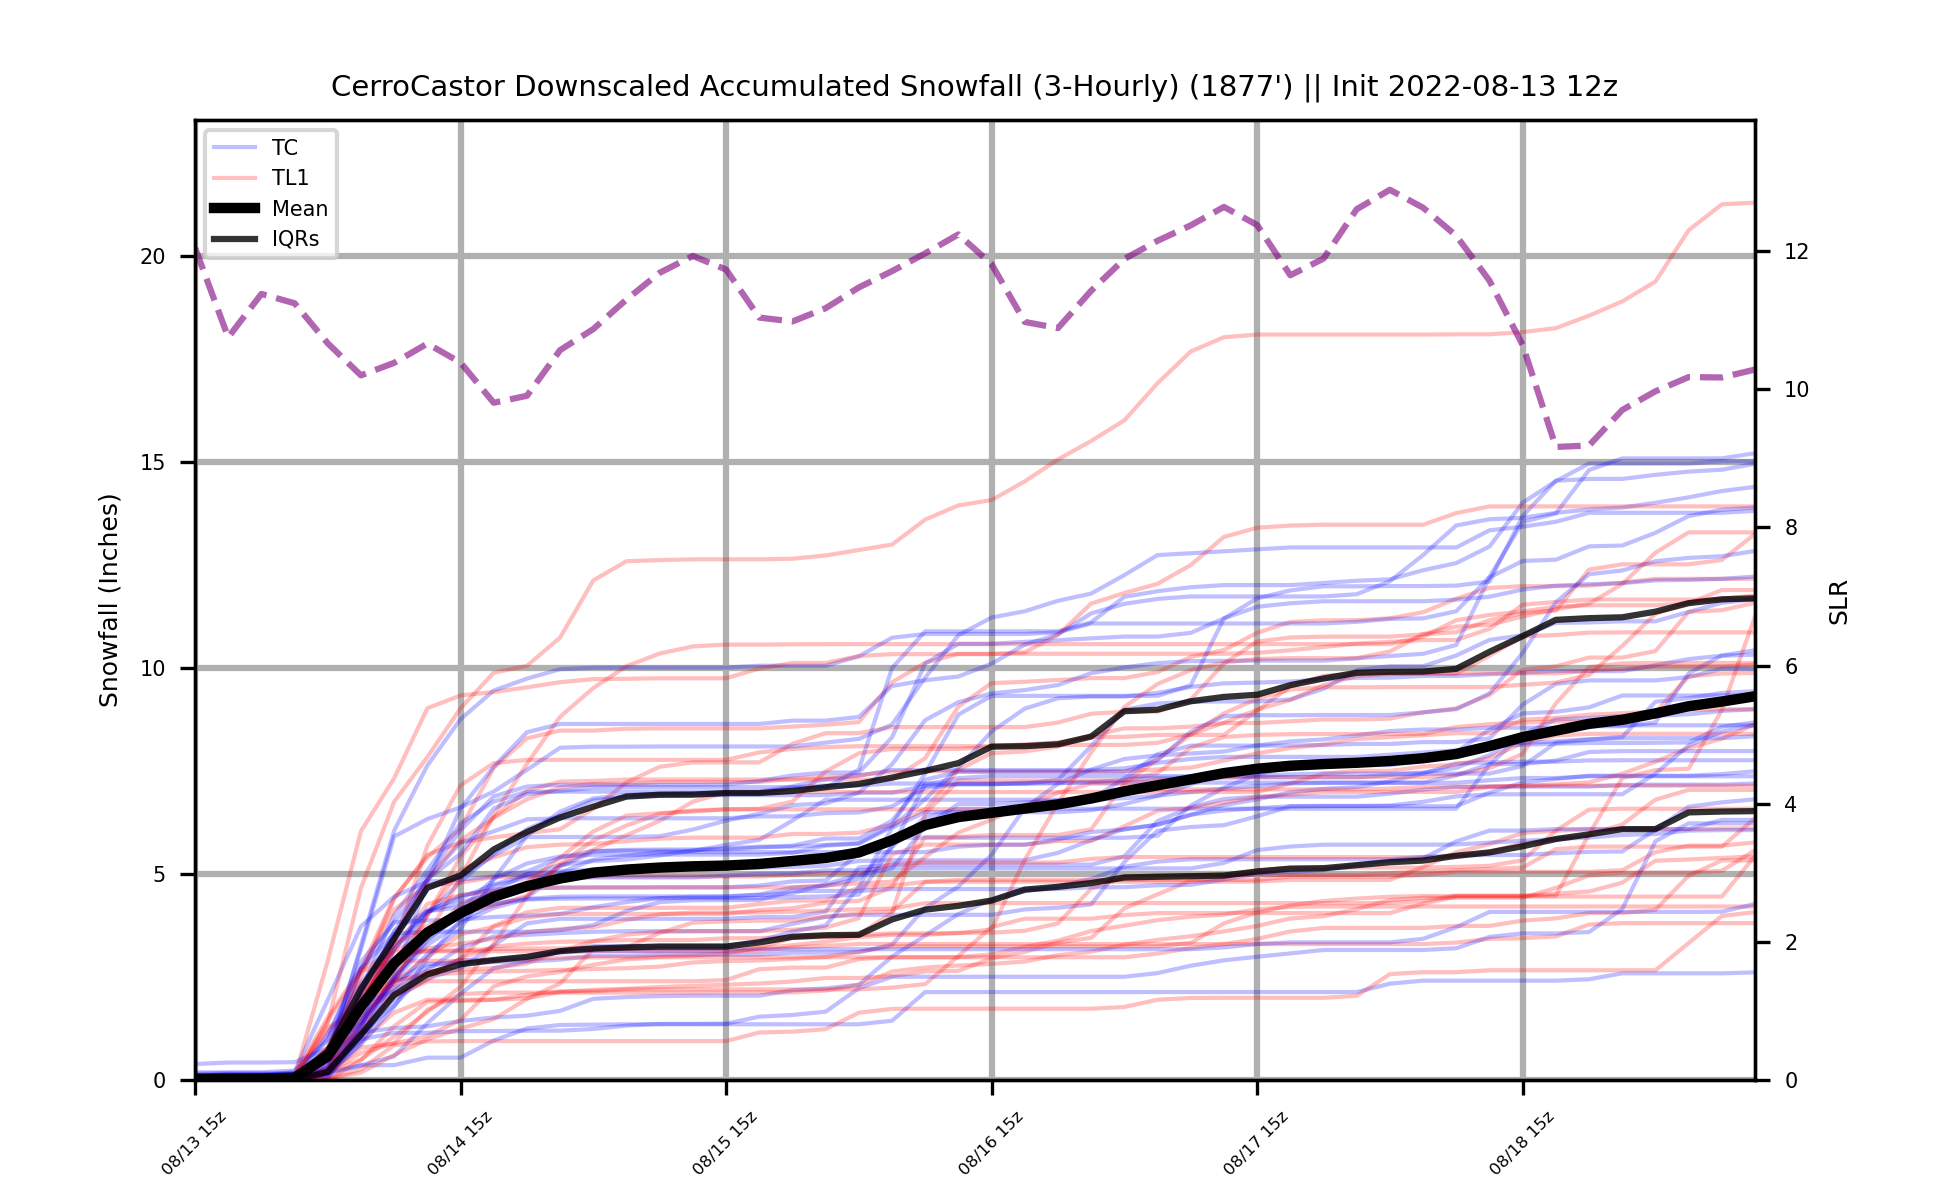 CerroCastor Downscaled Accumulated Snowfall (3-Hourly) (1877') || Init 2022-08-13 12z
TC
TL1
Mean
IQRs
20
15
10
5
0
Snowfall (Inches)
12
10
8
6
4
2
0
SLR
08/13 15z
08/14 15z
08/15 15z
08/16 15z
08/17 15z
08/18 15z